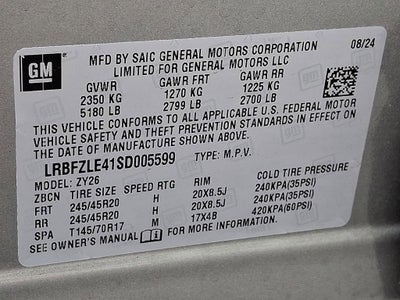 GM
MFD BY SAIC GENERAL MOTORS CORPORATION 08/24
LIMITED FOR GENERAL MOTORS LLC
GVWR GAWR FRT GAWR RR
2350 KG 1270 KG 1225 KG
5180 LB 2799 LB 2700 LB
THIS VEHICLE CONFORMS TO ALL APPLICABLE U.S. FEDERAL MOTOR
VEHICLE SAFETY AND THEFT PREVENTION STANDARDS IN EFFECT ON
THE DATE OF MANUFACTURE SHOWN ABOVE.
LRBFZLE41SD005599 TYPE: M.P.V.
MODEL: ZY26
ZBCN TIRE SIZE SPEED RTG RIM COLD TIRE PRESSURE
FRT 245/45R20 H 20X8.5J 240KPA(35PSI)
RR 245/45R20 H 20X8.5J 240KPA(35PSI)
SPA T145/70R17 M 17X4B 420KPA(60PSI)
SEE OWNER'S MANUAL FOR MORE INFORMATION.